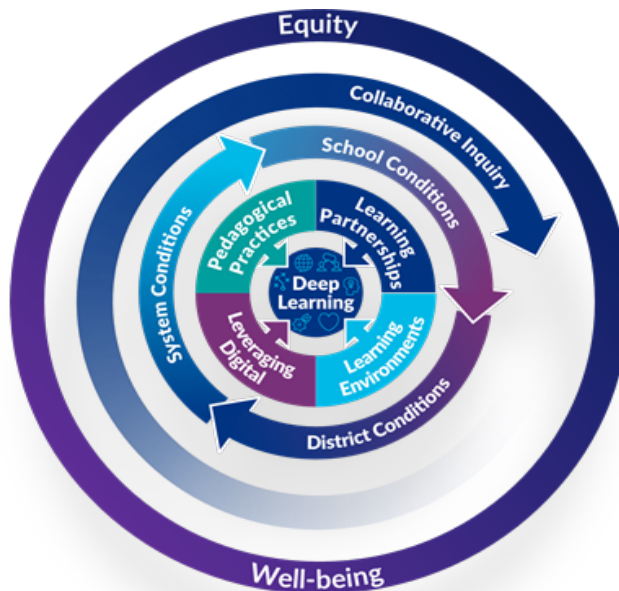 Equity
Collaborative Inquiry
School Conditions
System Conditions
Pedagogical
Practices
Learning
Partnerships
Deep
Learning
Leveraging
Digital
Learning
Environments
District Conditions
Well-being